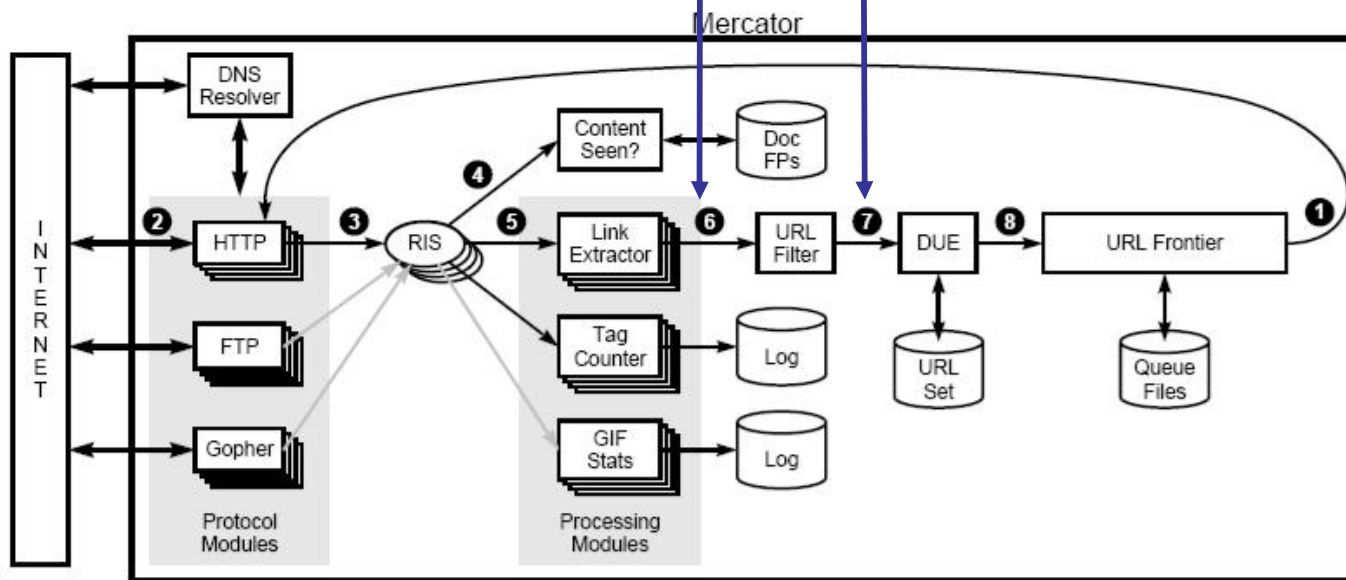 Mercator
DNS
Resolver
Content
Seen?
Doc
FPs
4
I
N
T
E
R
N
E
T
2
HTTP
3
RIS
5
Link
Extractor
6
URL
Filter
7
DUE
8
URL Frontier
1
FTP
Tag
Counter
Log
URL
Set
Queue
Files
Gopher
GIF
Stats
Log
Protocol
Modules
Processing
Modules